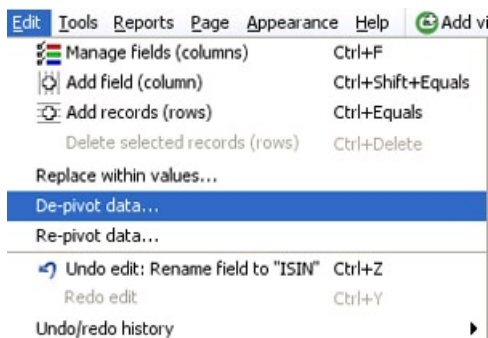 Edit Tools Reports Page Appearance Help Add vi
Manage fields (columns) Ctrl+F
Add field (column) Ctrl+Shift+Equals
Add records (rows) Ctrl+Equals
Delete selected records (rows) Ctrl+Delete
Replace within values...
De-pivot data...
Re-pivot data...
Undo edit: Rename field to "ISIN" Ctrl+Z
Redo edit Ctrl+Y
Undo/redo history